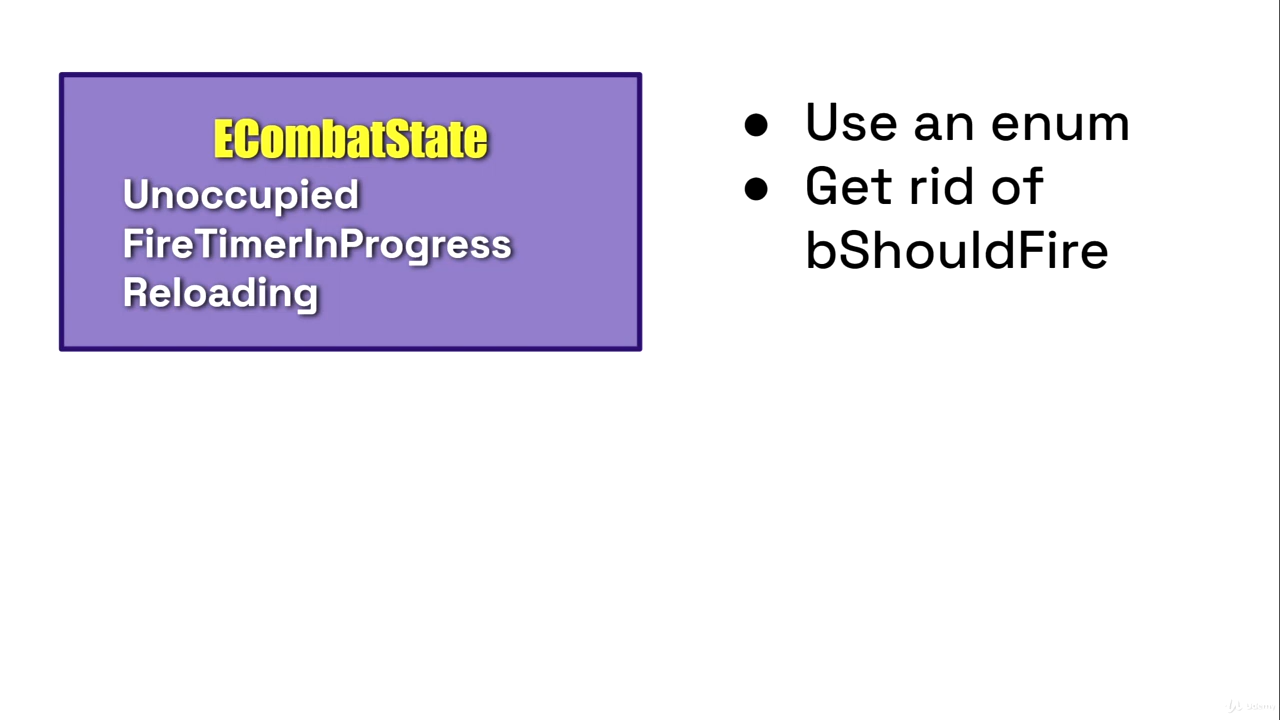 ECombatState
Unoccupied
FireTimerInProgress
Reloading
● Use an enum
● Get rid of
bShouldFire